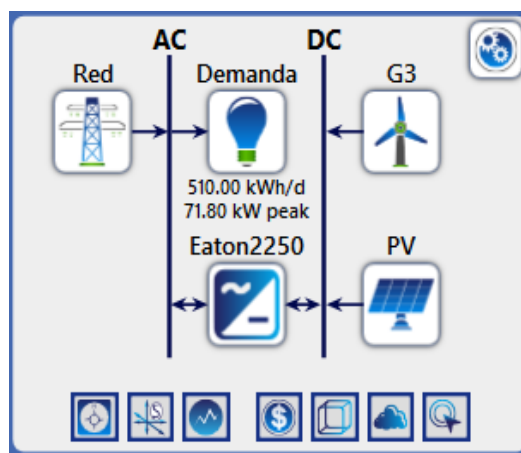 AC DC
Red Demanda G3
510.00 kWh/d
71.80 kW peak
Eaton2250 PV